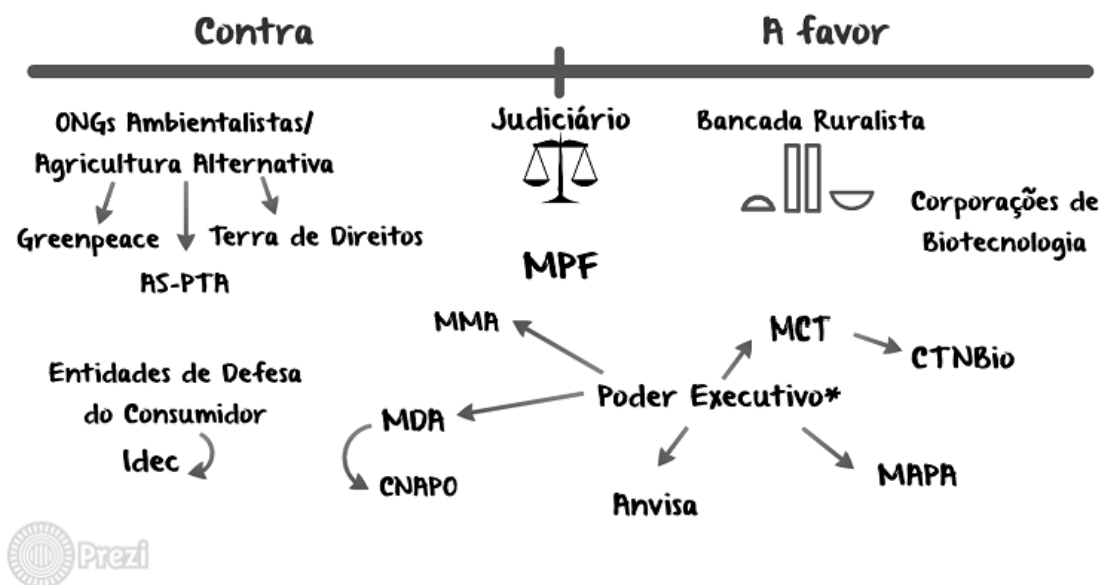 Contra
A favor
ONGs Ambientalistas/
Agricultura Alternativa
Greenpeace
Terra de Direitos
AS-PTA
Judiciário
Bancada Ruralista
Corporações de
Biotecnologia
MPF
MMA
MCT
CTNBio
Entidades de Defesa
do Consumidor
Idec
Poder Executivo*
MDA
CNAPO
Anvisa
MAPA
Prezi